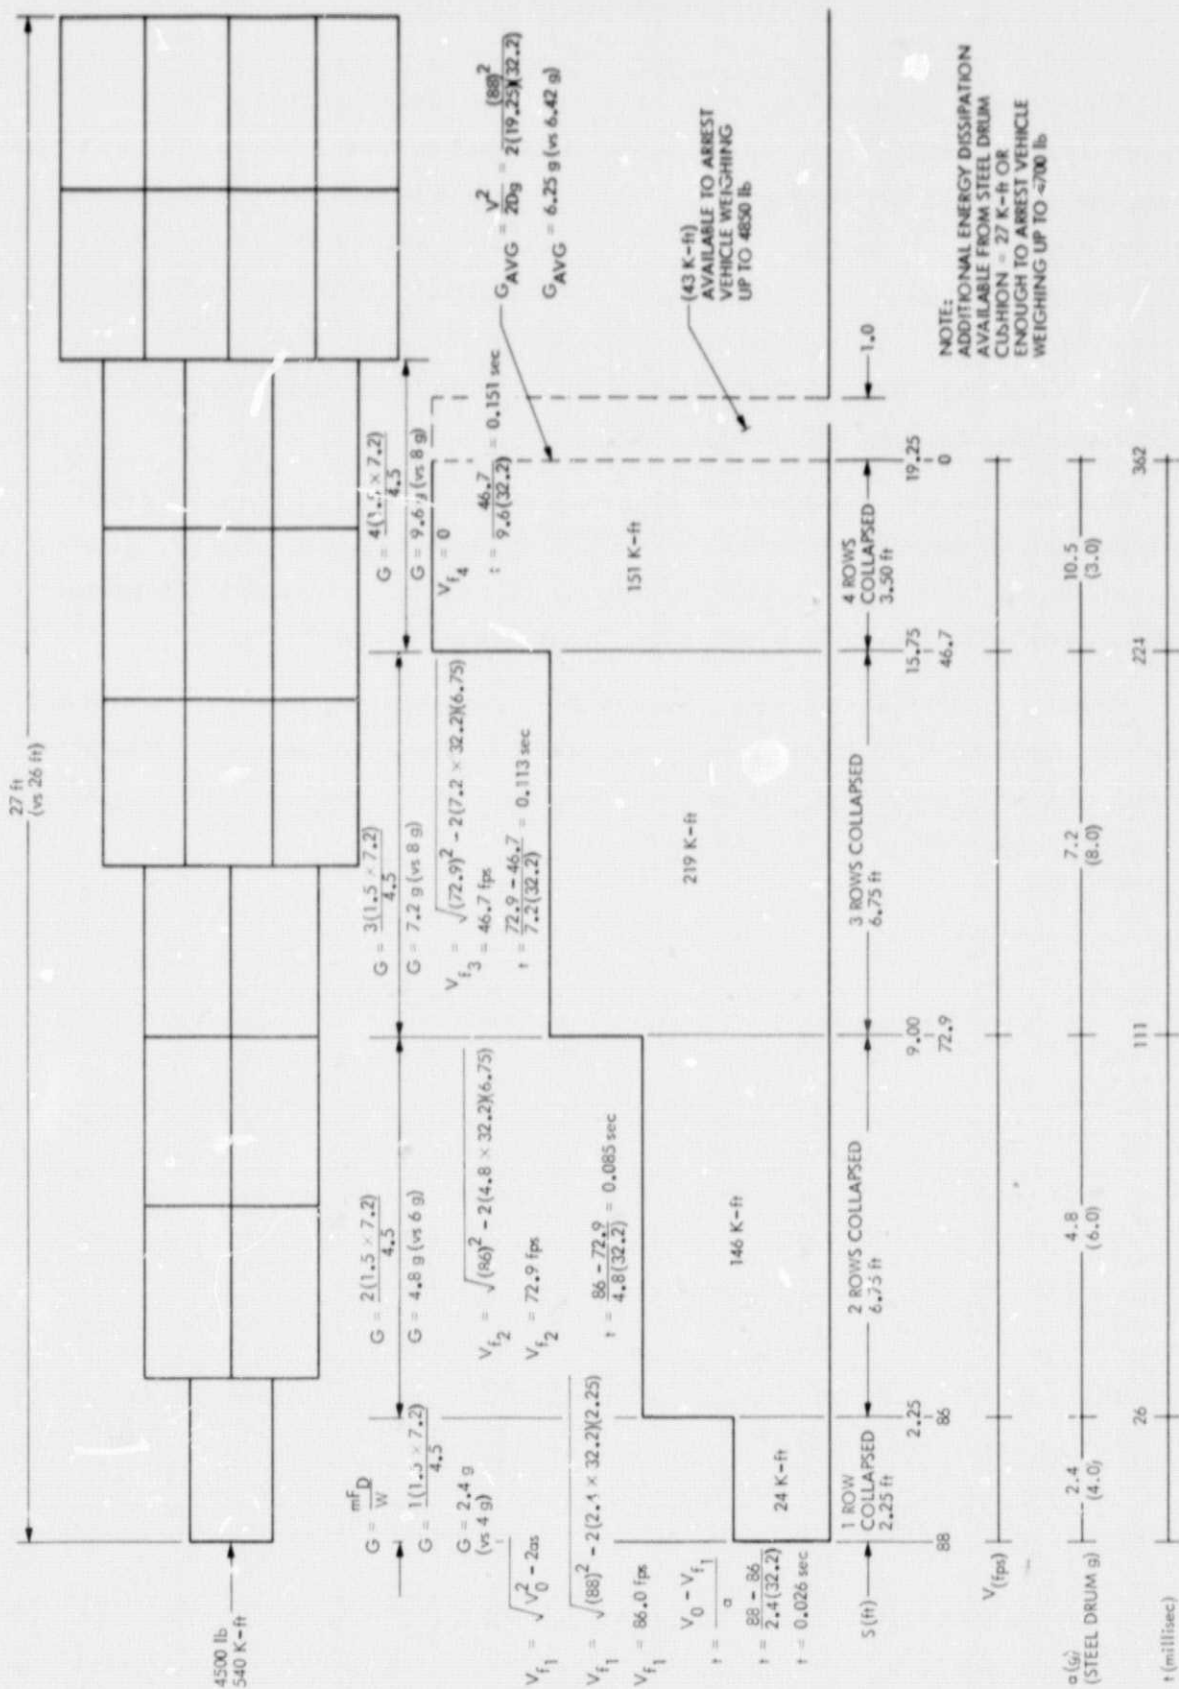 27 ft
(vs 26 ft)
4500 lb
540 K-ft
G = mF_D / W
G = 1(1.5 × 7.2) / 4.5
G = 2.4 g
(vs 4 g)
V_f1 = √(V_0^2 - 2as)
V_f1 = √((88)^2 - 2(2.4 × 32.2)(2.25))
V_f1 = 86.0 fps
t = (V_0 - V_f1) / a
t = (88 - 86) / 2.4(32.2)
t = 0.026 sec
G = 2(1.5 × 7.2) / 4.5
G = 4.8 g (vs 6 g)
V_f2 = √((86)^2 - 2(4.8 × 32.2)(6.75))
V_f2 = 72.9 fps
t = (86 - 72.9) / 4.8(32.2) = 0.085 sec
G = 3(1.5 × 7.2) / 4.5
G = 7.2 g (vs 8 g)
V_f3 = √((72.9)^2 - 2(7.2 × 32.2)(6.75))
= 46.7 fps
t = (72.9 - 46.7) / 7.2(32.2) = 0.113 sec
G = 4(1.5 × 7.2) / 4.5
G = 9.6 g (vs 8 g)
V_f4 = 0
t = 46.7 / 9.6(32.2) = 0.151 sec
G_AVG = V^2 / 2Dg = (88)^2 / 2(19.25)(32.2)
G_AVG = 6.25 g (vs 6.42 g)
(43 K-ft)
AVAILABLE TO ARREST
VEHICLE WEIGHING
UP TO 4850 lb
24 K-ft
146 K-ft
219 K-ft
151 K-ft
S (ft)
1 ROW
COLLAPSED
2.25 ft
2 ROWS COLLAPSED
6.75 ft
3 ROWS COLLAPSED
6.75 ft
4 ROWS
COLLAPSED
3.50 ft
1.0
2.25 9.00 15.75 19.25
88 86 72.9 46.7 0
V(fps)
a (g) 2.4 4.8 7.2 10.5
(STEEL DRUM g) (4.0) (6.0) (8.0) (3.0)
t (millisec) 26 111 224 362
NOTE:
ADDITIONAL ENERGY DISSIPATION
AVAILABLE FROM STEEL DRUM
CUSHION = 27 K-ft OR
ENOUGH TO ARREST VEHICLE
WEIGHING UP TO 4700 lb